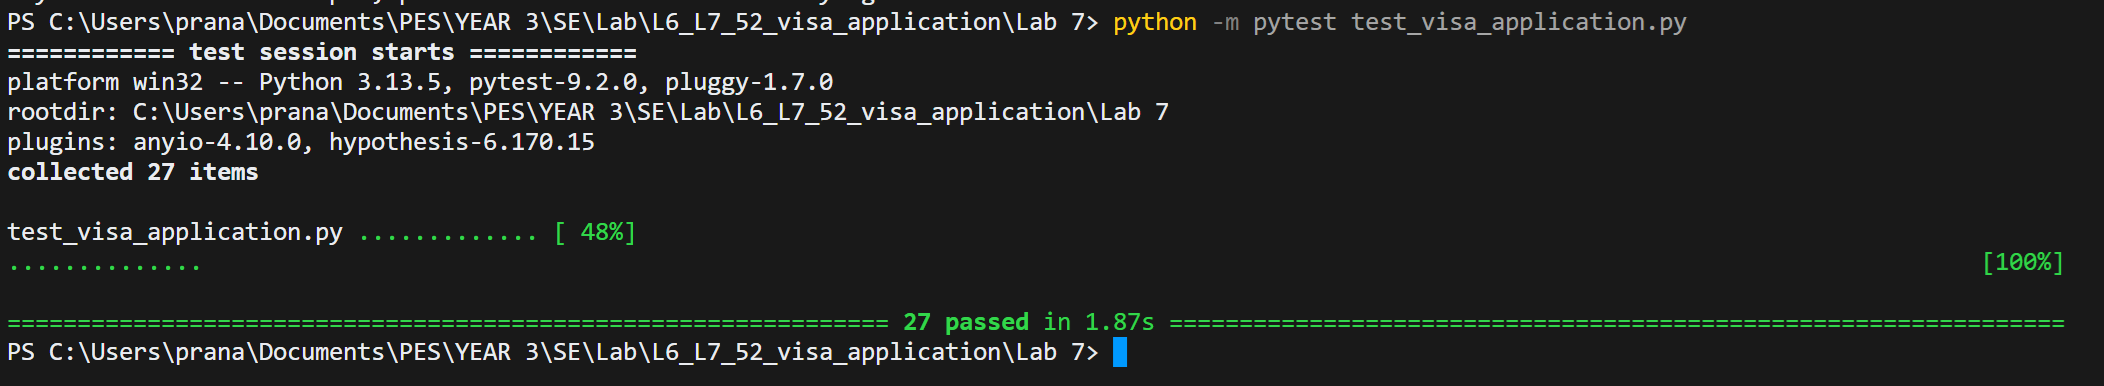 PS C:\Users\prana\Documents\PES\YEAR 3\SE\Lab\L6_L7_52_visa_application\Lab 7> python -m pytest test_visa_application.py
============ test session starts ============
platform win32 -- Python 3.13.5, pytest-9.2.0, pluggy-1.7.0
rootdir: C:\Users\prana\Documents\PES\YEAR 3\SE\Lab\L6_L7_52_visa_application\Lab 7
plugins: anyio-4.10.0, hypothesis-6.170.15
collected 27 items
test_visa_application.py ............. [ 48%]
.............. [100%]
=============================================================== 27 passed in 1.87s ================================================================
PS C:\Users\prana\Documents\PES\YEAR 3\SE\Lab\L6_L7_52_visa_application\Lab 7>